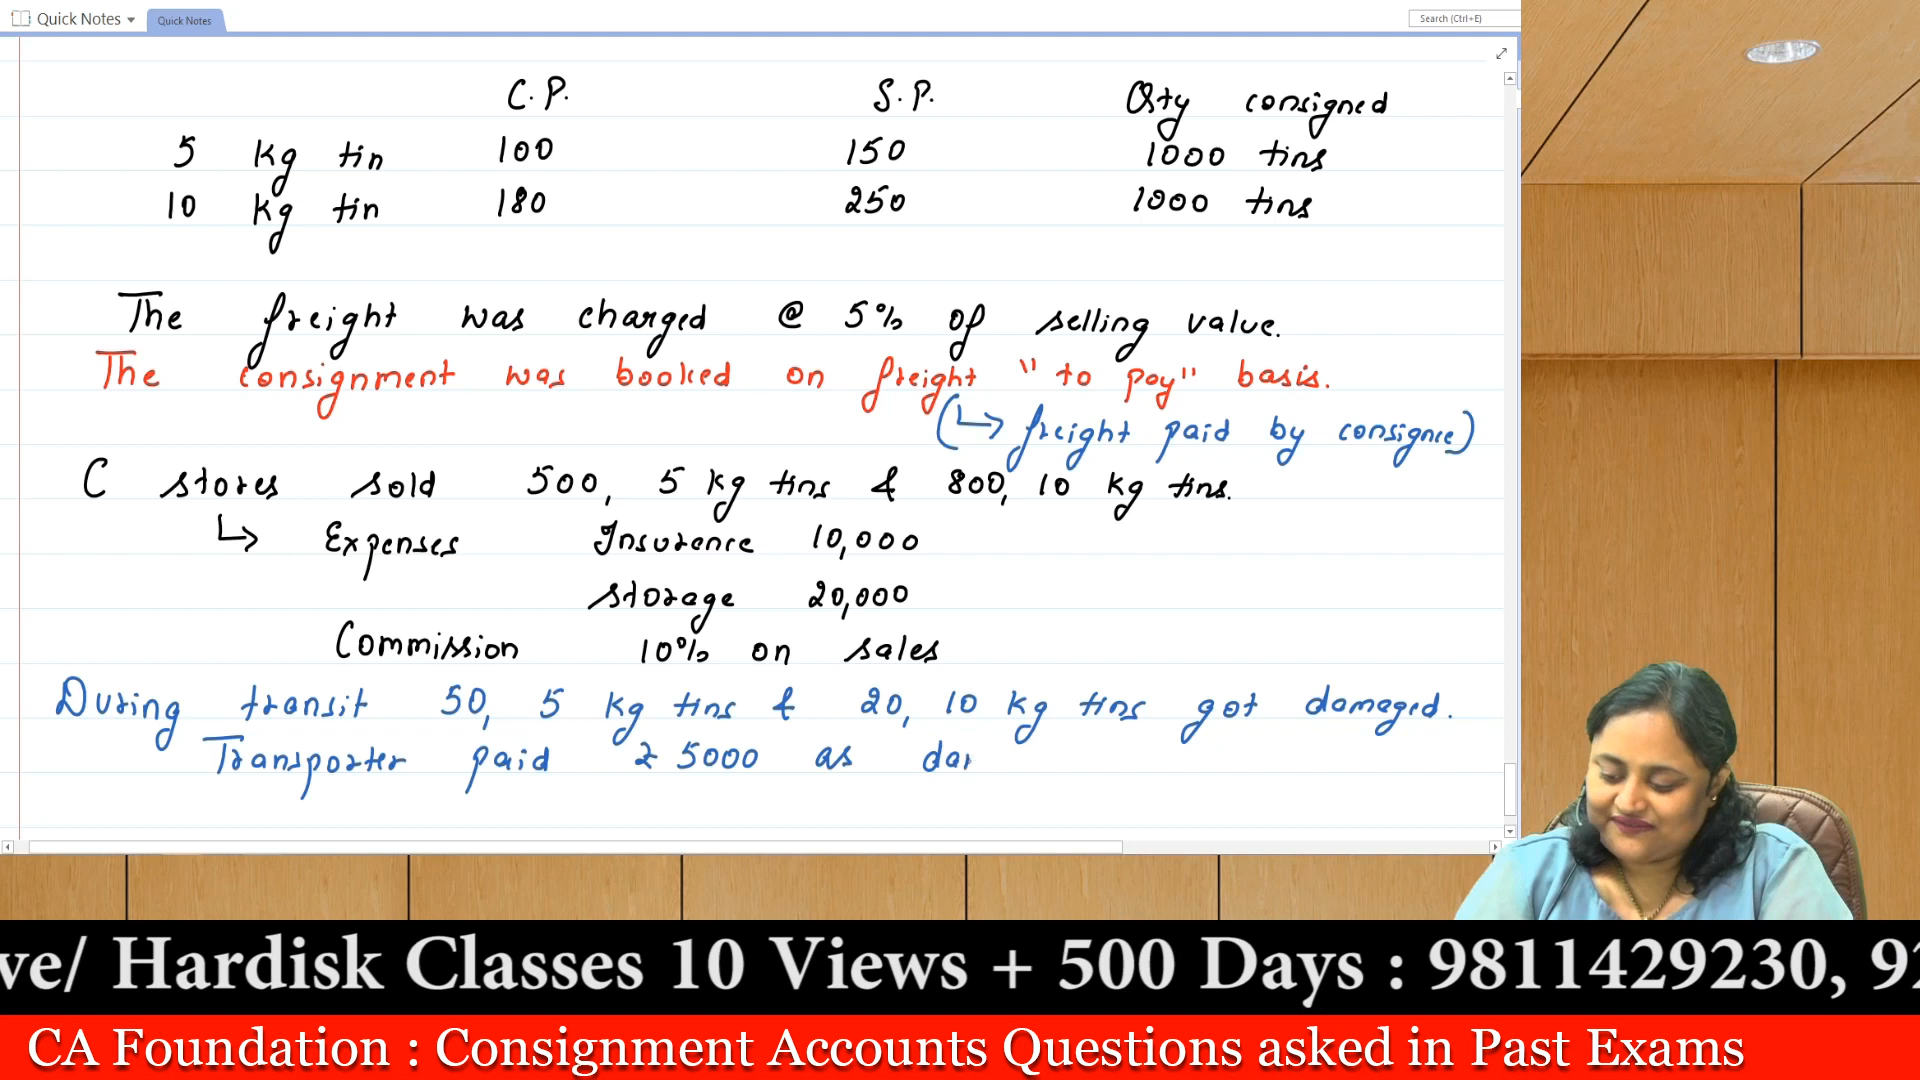 Quick Notes
Quick Notes
Search (Ctrl+E)
C.P. S.P. Qty consigned
5 kg tin 100 150 1000 tins
10 kg tin 180 250 1000 tins
The freight was charged @ 5% of selling value.
The consignment was booked on freight "to pay" basis.
(↳ freight paid by consignee)
C stores sold 500, 5 kg tins & 800, 10 kg tins.
↳ Expenses Insurance 10,000
storage 20,000
Commission 10% on sales
During transit 50, 5 kg tins & 20, 10 kg tins got damaged.
Transporter paid ₹ 5000 as
ve/ Hardisk Classes 10 Views + 500 Days : 9811429230, 92
CA Foundation : Consignment Accounts Questions asked in Past Exams